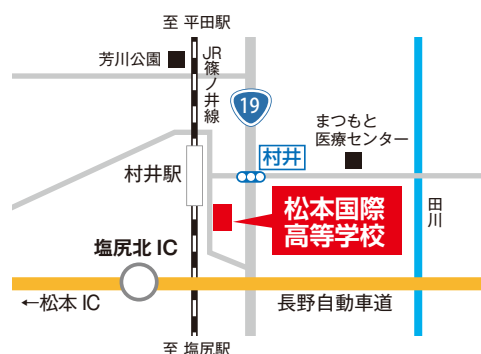 至 平田駅
芳川公園
JR篠ノ井線
19
まつもと
医療センター
村井
村井駅
松本国際
高等学校
田川
塩尻北 IC
←松本 IC
長野自動車道
至 塩尻駅